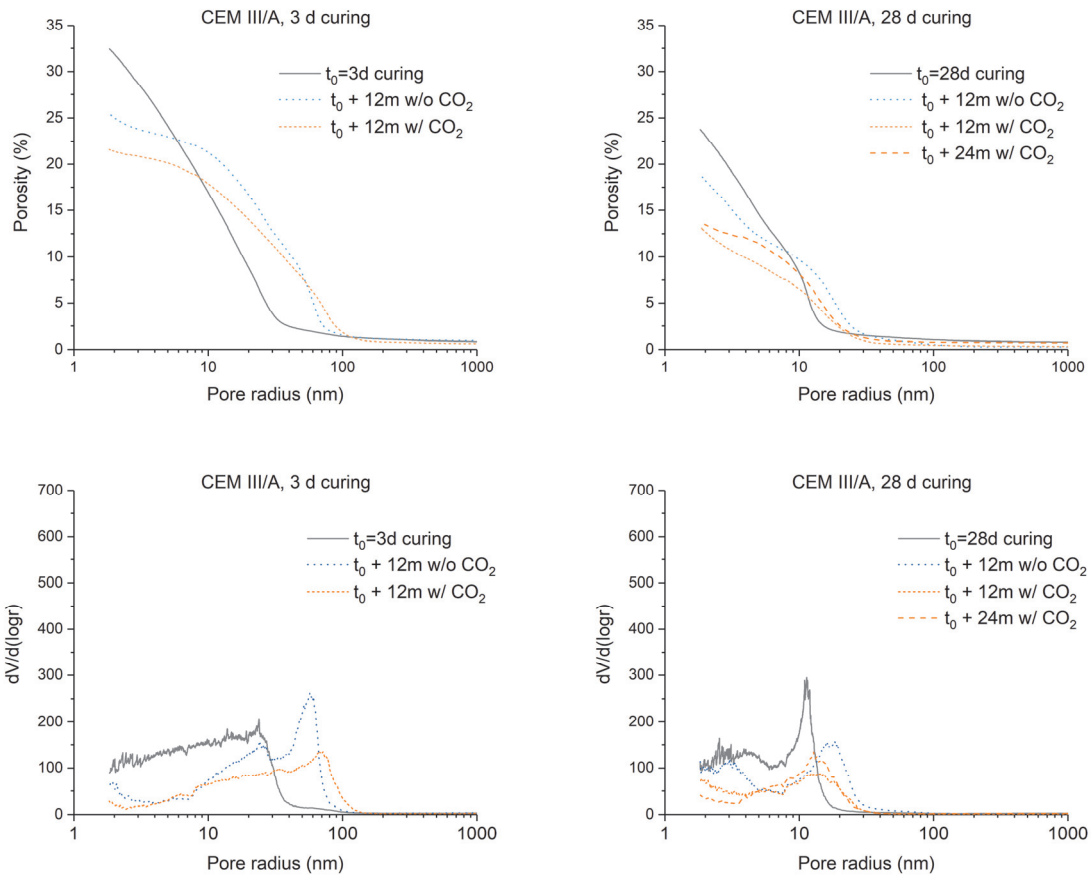 CEM III/A, 3 d curing
40
35
30
25
20
15
10
5
0
Porosity (%)
t₀=3d curing
t₀ + 12m w/o CO₂
t₀ + 12m w/ CO₂
1
10
100
1000
Pore radius (nm)
CEM III/A, 28 d curing
35
30
25
20
15
10
5
0
Porosity (%)
t₀=28d curing
t₀ + 12m w/o CO₂
t₀ + 12m w/ CO₂
t₀ + 24m w/ CO₂
1
10
100
1000
Pore radius (nm)
CEM III/A, 3 d curing
700
600
500
400
300
200
100
0
dV/d(logr)
t₀=3d curing
t₀ + 12m w/o CO₂
t₀ + 12m w/ CO₂
1
10
100
1000
Pore radius (nm)
CEM III/A, 28 d curing
700
600
500
400
300
200
100
0
dV/d(logr)
t₀=28d curing
t₀ + 12m w/o CO₂
t₀ + 12m w/ CO₂
t₀ + 24m w/ CO₂
1
10
100
1000
Pore radius (nm)